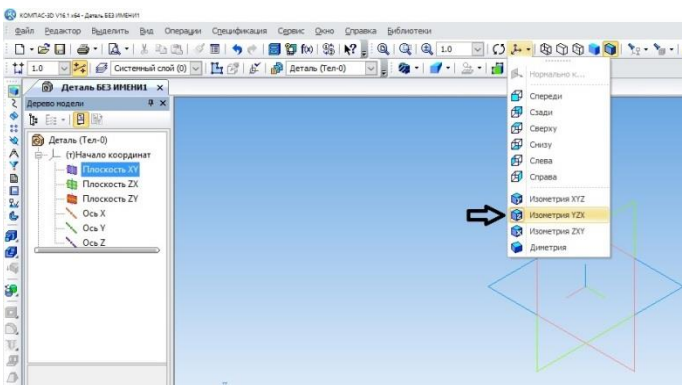 КОМПАС-3D V16.1 x64 - Деталь БЕЗ ИМЕНИ1
Файл Редактор Выделить Вид Операции Спецификация Сервис Окно Справка Библиотеки
f(x) 1.0
1.0 Системный слой (0) Деталь (Тел-0)
Деталь БЕЗ ИМЕНИ1
Нормально к...
Дерево модели
Спереди
Сзади
Сверху
Снизу
Слева
Справа
Изометрия XYZ
Изометрия YZX
Изометрия ZXY
Диметрия
Деталь (Тел-0)
(т)Начало координат
Плоскость XY
Плоскость ZX
Плоскость ZY
Ось X
Ось Y
Ось Z